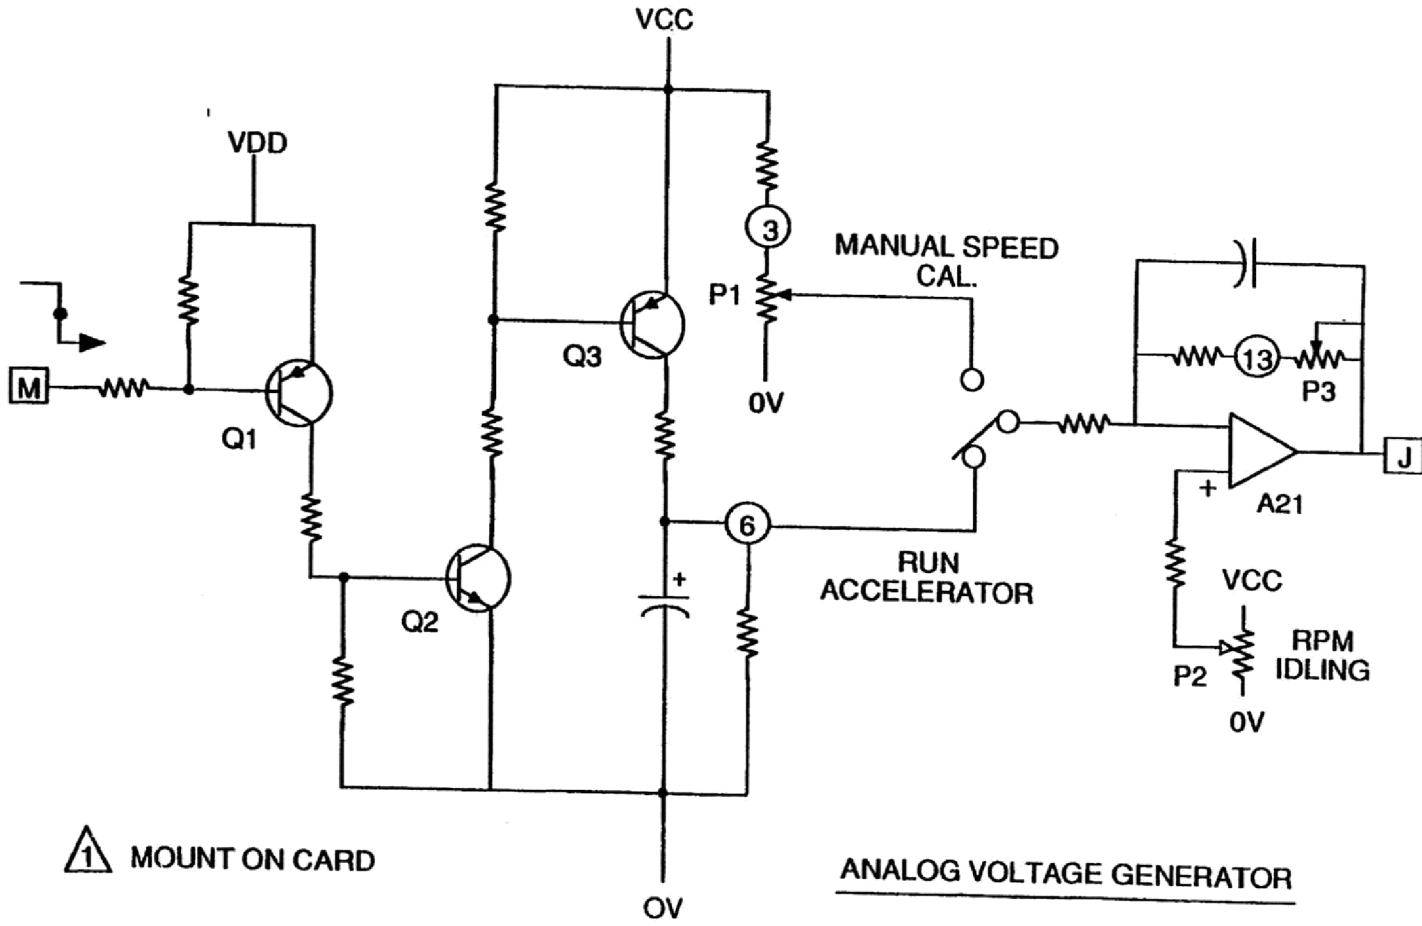 VCC
VDD
3
MANUAL SPEED
CAL.
P1
Q3
0V
M
Q1
13
P3
J
+
A21
6
RUN
ACCELERATOR
+
Q2
VCC
RPM
IDLING
P2
0V
1 MOUNT ON CARD
ANALOG VOLTAGE GENERATOR
OV